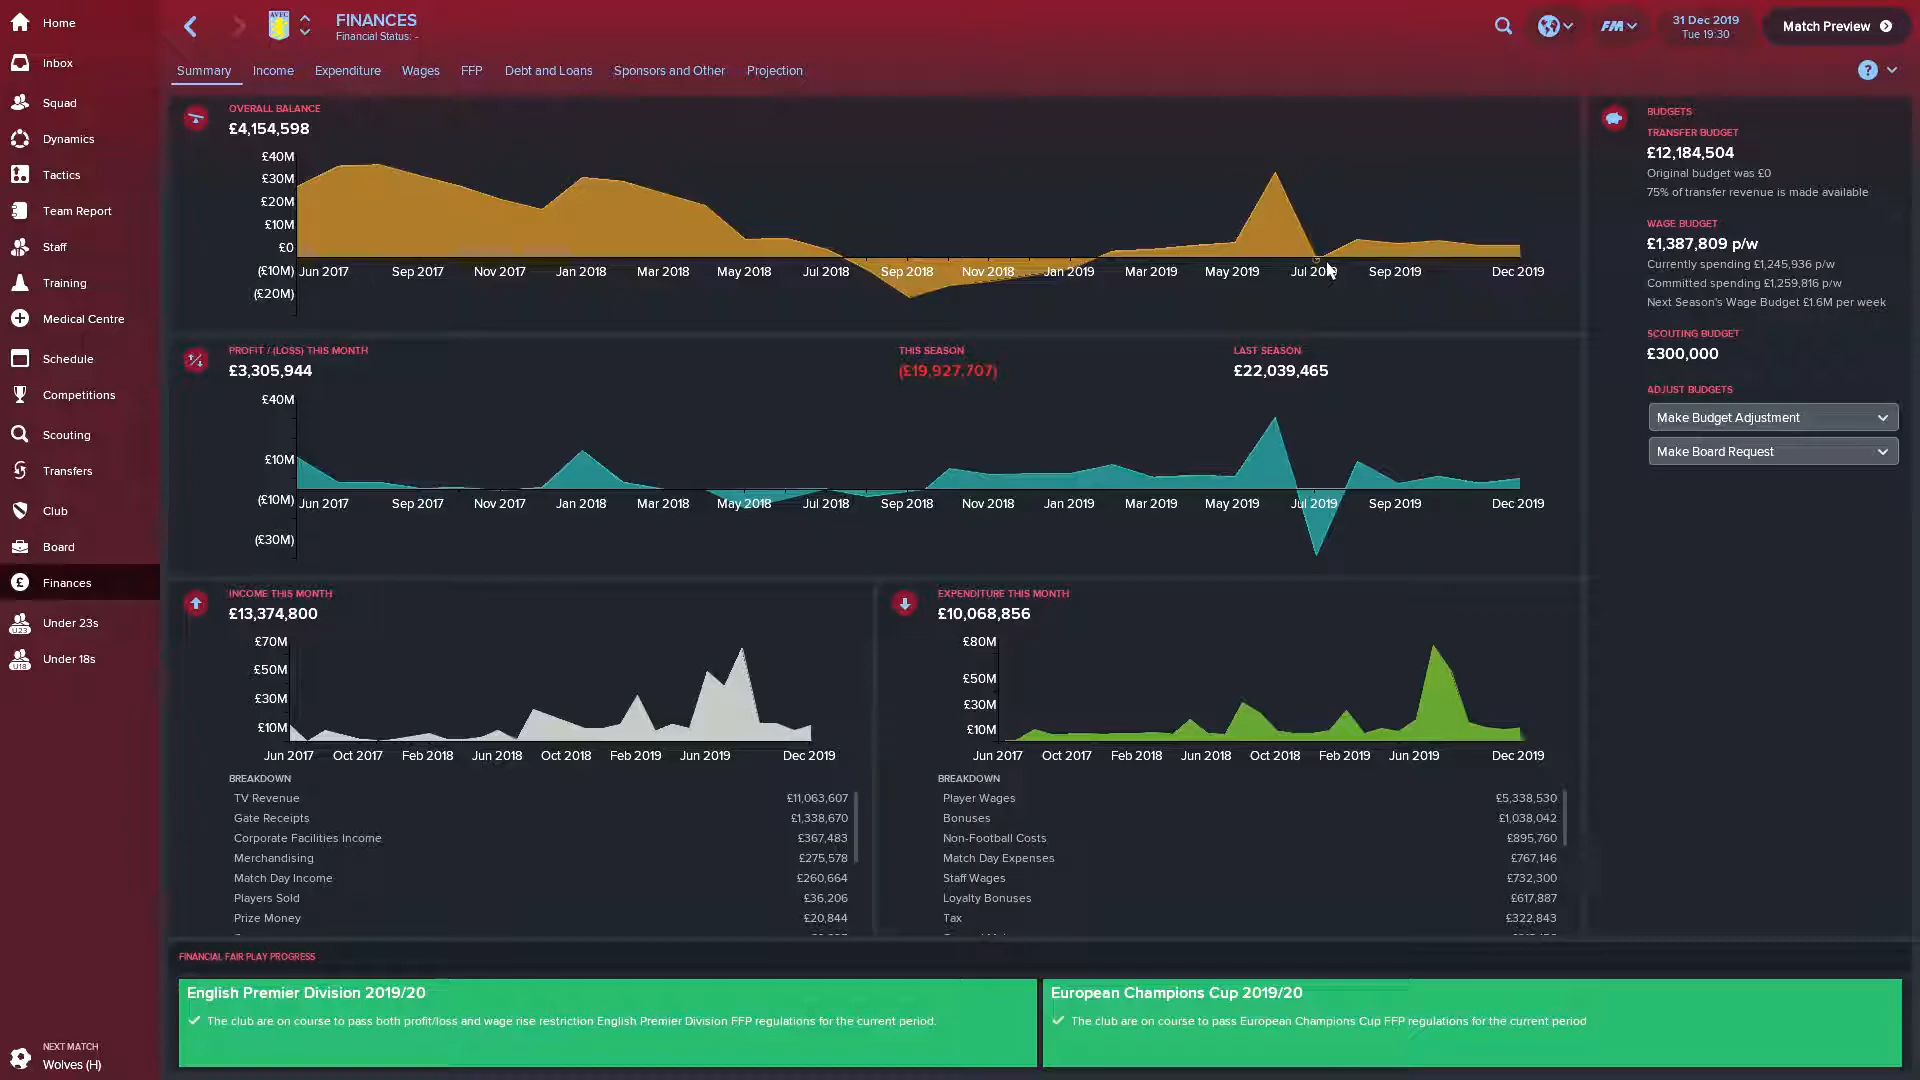 Home
Inbox
Squad
Dynamics
Tactics
Team Report
Staff
Training
Medical Centre
Schedule
Competitions
Scouting
Transfers
Club
Board
Finances
Under 23s
Under 18s
NEXT MATCH
Wolves (H)
FINANCES
Financial Status: -
FM
31 Dec 2019
Tue 19:30
Match Preview
Summary Income Expenditure Wages FFP Debt and Loans Sponsors and Other Projection
OVERALL BALANCE
£4,154,598
£40M
£30M
£20M
£10M
£0
(£10M)
(£20M)
Jun 2017 Sep 2017 Nov 2017 Jan 2018 Mar 2018 May 2018 Jul 2018 Sep 2018 Nov 2018 Jan 2019 Mar 2019 May 2019 Jul 2019 Sep 2019 Dec 2019
PROFIT / (LOSS) THIS MONTH
£3,305,944
THIS SEASON
(£19,927,707)
LAST SEASON
£22,039,465
£40M
£10M
(£10M)
(£30M)
Jun 2017 Sep 2017 Nov 2017 Jan 2018 Mar 2018 May 2018 Jul 2018 Sep 2018 Nov 2018 Jan 2019 Mar 2019 May 2019 Jul 2019 Sep 2019 Dec 2019
INCOME THIS MONTH
£13,374,800
£70M
£50M
£30M
£10M
Jun 2017 Oct 2017 Feb 2018 Jun 2018 Oct 2018 Feb 2019 Jun 2019 Dec 2019
BREAKDOWN
TV Revenue £11,063,607
Gate Receipts £1,338,670
Corporate Facilities Income £367,483
Merchandising £275,578
Match Day Income £260,664
Players Sold £36,206
Prize Money £20,844
EXPENDITURE THIS MONTH
£10,068,856
£80M
£50M
£30M
£10M
Jun 2017 Oct 2017 Feb 2018 Jun 2018 Oct 2018 Feb 2019 Jun 2019 Dec 2019
BREAKDOWN
Player Wages £5,338,530
Bonuses £1,038,042
Non-Football Costs £895,760
Match Day Expenses £767,146
Staff Wages £732,300
Loyalty Bonuses £617,887
Tax £322,843
BUDGETS
TRANSFER BUDGET
£12,184,504
Original budget was £0
75% of transfer revenue is made available
WAGE BUDGET
£1,387,809 p/w
Currently spending £1,245,936 p/w
Committed spending £1,259,816 p/w
Next Season's Wage Budget £1.6M per week
SCOUTING BUDGET
£300,000
ADJUST BUDGETS
Make Budget Adjustment
Make Board Request
FINANCIAL FAIR PLAY PROGRESS
English Premier Division 2019/20
The club are on course to pass both profit/loss and wage rise restriction English Premier Division FFP regulations for the current period.
European Champions Cup 2019/20
The club are on course to pass European Champions Cup FFP regulations for the current period